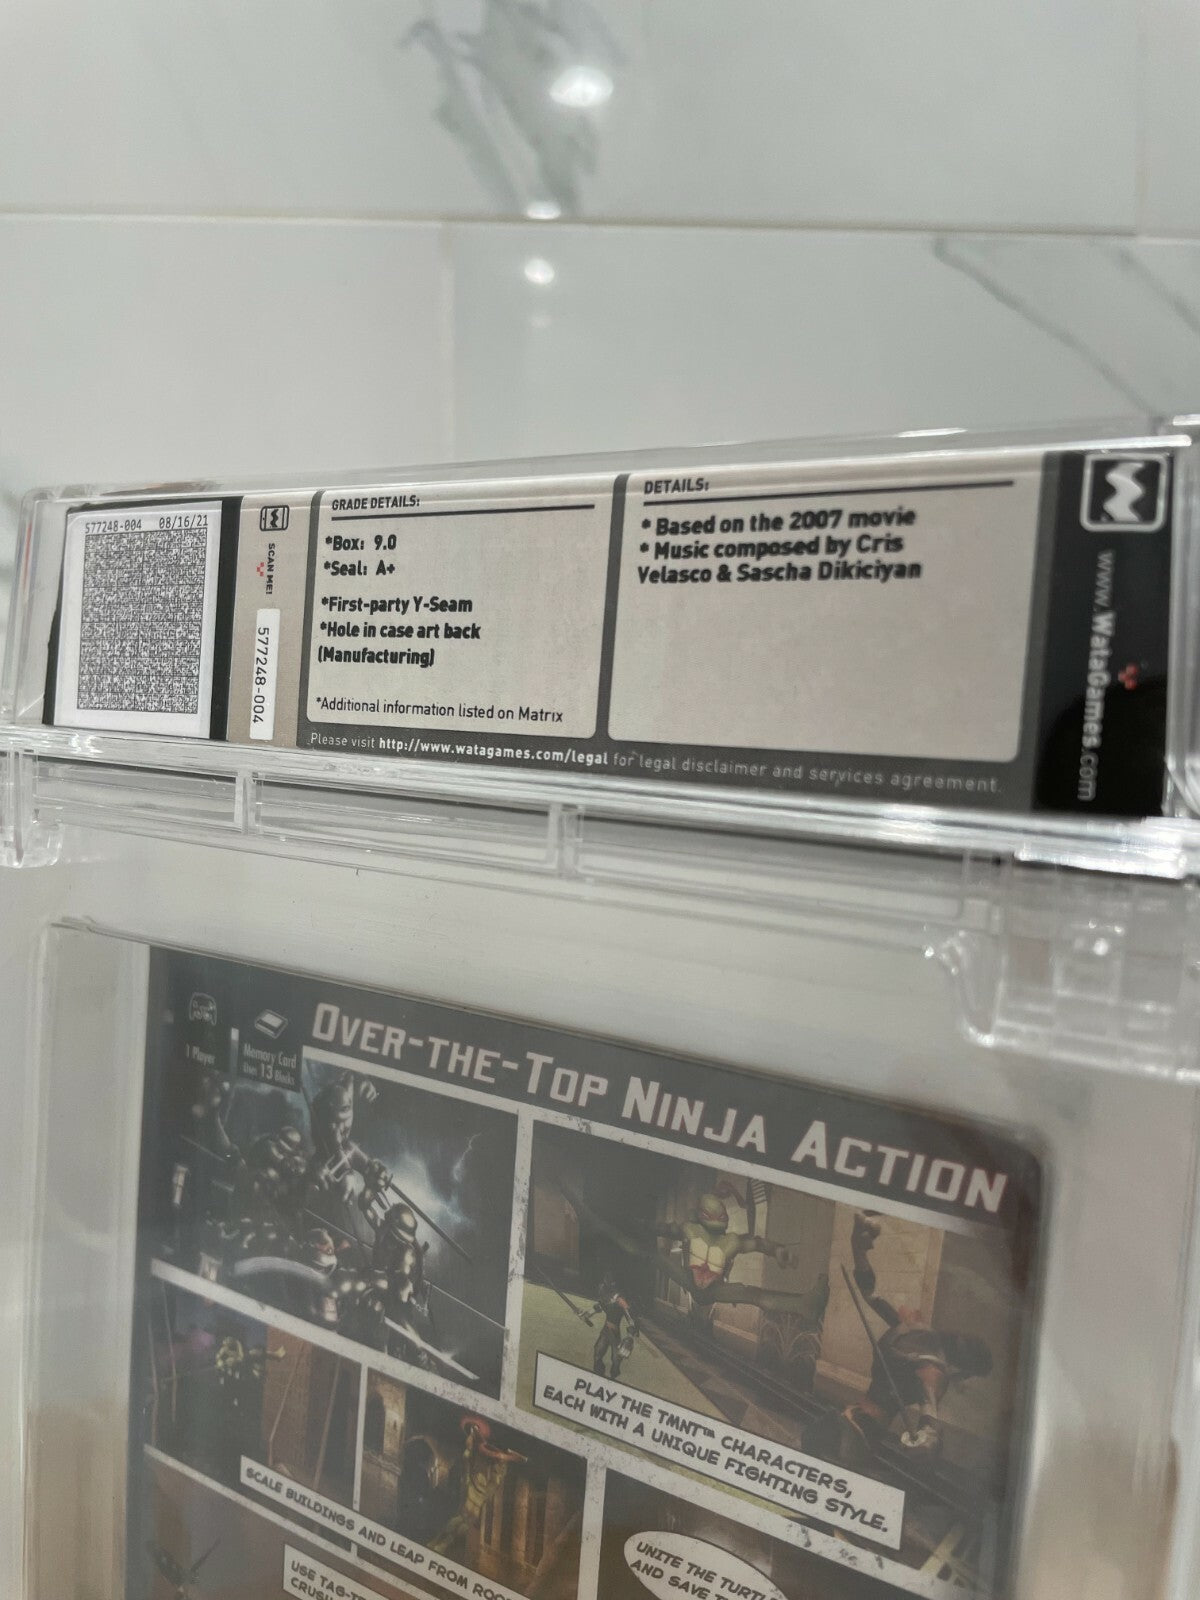 577248-004 08/16/21
SCAN ME!
577248-004
GRADE DETAILS:
*Box: 9.0
*Seal: A+
*First-party Y-Seam
*Hole in case art back
(Manufacturing)
*Additional information listed on Matrix
DETAILS:
* Based on the 2007 movie
* Music composed by Cris
Velasco & Sascha Dikiciyan
www.WataGames.com
Please visit http://www.watagames.com/legal for legal disclaimer and services agreement.
1 Player
Memory Card
Uses 13 Blocks
OVER-THE-TOP NINJA ACTION
PLAY THE TMNT™ CHARACTERS,
EACH WITH A UNIQUE FIGHTING STYLE.
SCALE BUILDINGS AND LEAP FROM
USE
UNITE THE
AND SAVE